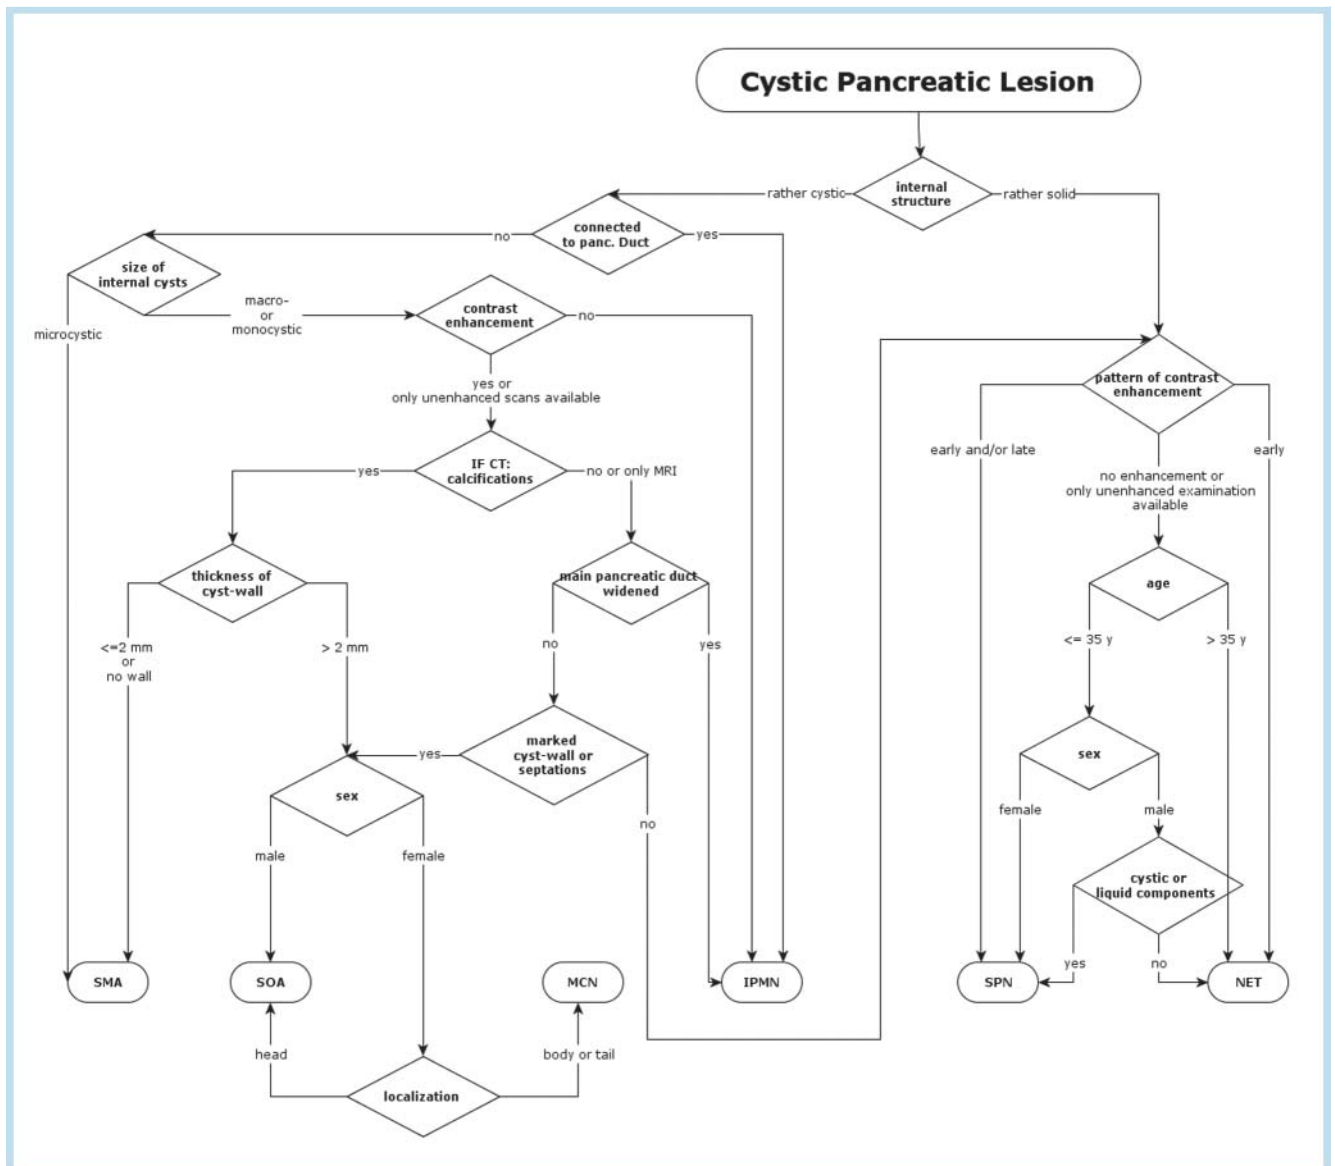 Cystic Pancreatic Lesion
internal
structure
rather cystic
rather solid
connected
to panc. Duct
no
yes
size of
internal cysts
microcystic
macro-
or
monocystic
contrast
enhancement
no
yes or
only unenhanced scans available
pattern of contrast
enhancement
early and/or late
early
no enhancement or
only unenhanced examination
available
IF CT:
calcifications
yes
no or only MRI
thickness of
cyst-wall
<=2 mm
or
no wall
> 2 mm
main pancreatic duct
widened
no
yes
age
<= 35 y
> 35 y
marked
cyst-wall or
septations
yes
no
sex
male
female
sex
female
male
cystic or
liquid components
yes
no
SMA
SOA
MCN
IPMN
SPN
NET
head
body or tail
localization